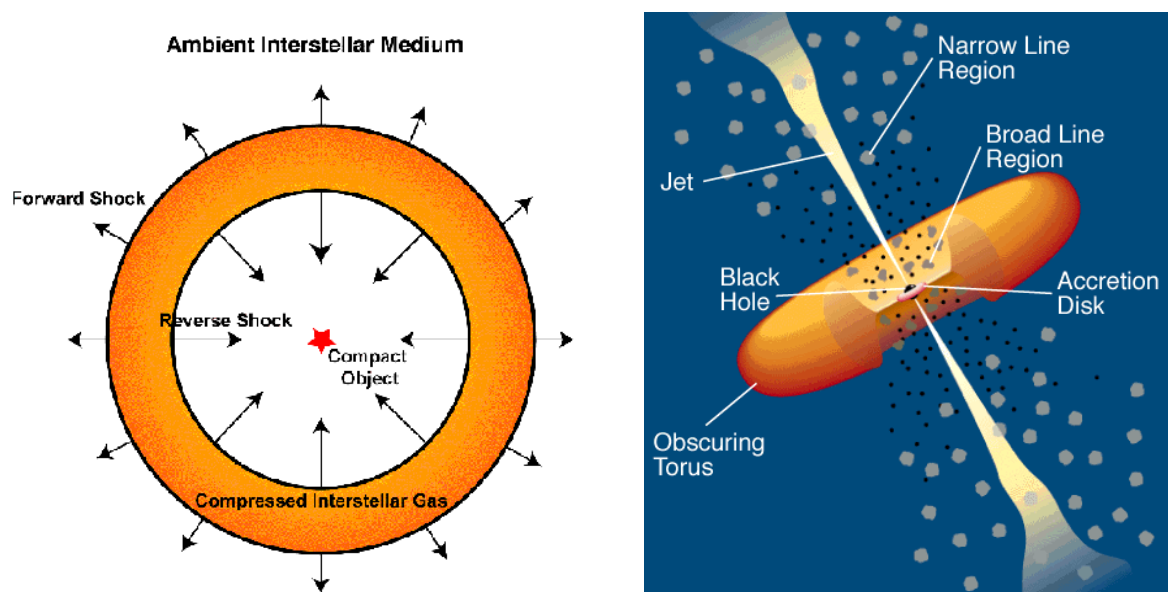 Ambient Interstellar Medium
Forward Shock
Reverse Shock
Compact
Object
Compressed Interstellar Gas
Narrow Line
Region
Broad Line
Region
Jet
Black
Hole
Accretion
Disk
Obscuring
Torus